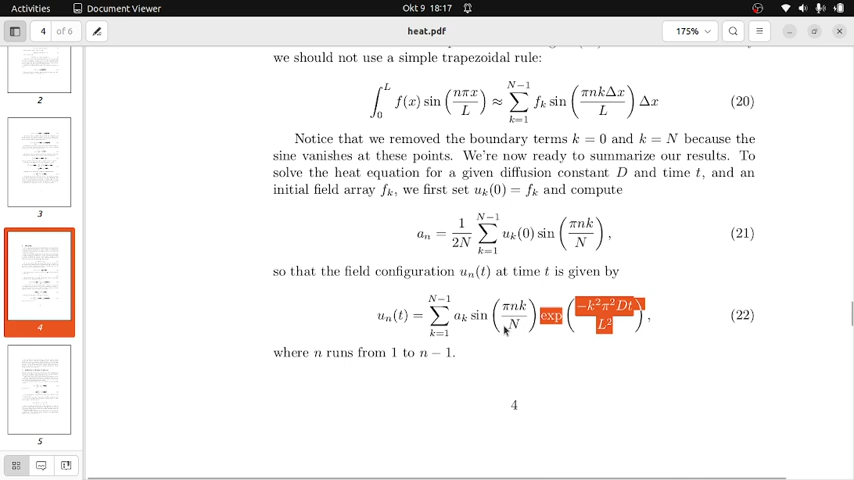 Activities Document Viewer Okt 9 18:17
4 of 6 heat.pdf 175%
we should not use a simple trapezoidal rule:
∫_0^L f(x) sin(nπx/L) ≈ ∑_{k=1}^{N−1} f_k sin(πnkΔx/L) Δx (20)
Notice that we removed the boundary terms k = 0 and k = N because the
sine vanishes at these points. We're now ready to summarize our results. To
solve the heat equation for a given diffusion constant D and time t, and an
initial field array f_k, we first set u_k(0) = f_k and compute
a_n = 1/2N ∑_{k=1}^{N−1} u_k(0) sin(πnk/N), (21)
so that the field configuration u_n(t) at time t is given by
u_n(t) = ∑_{k=1}^{N−1} a_k sin(πnk/N) exp(−k²π²Dt/L²), (22)
where n runs from 1 to n − 1.
4
2
3
4
5